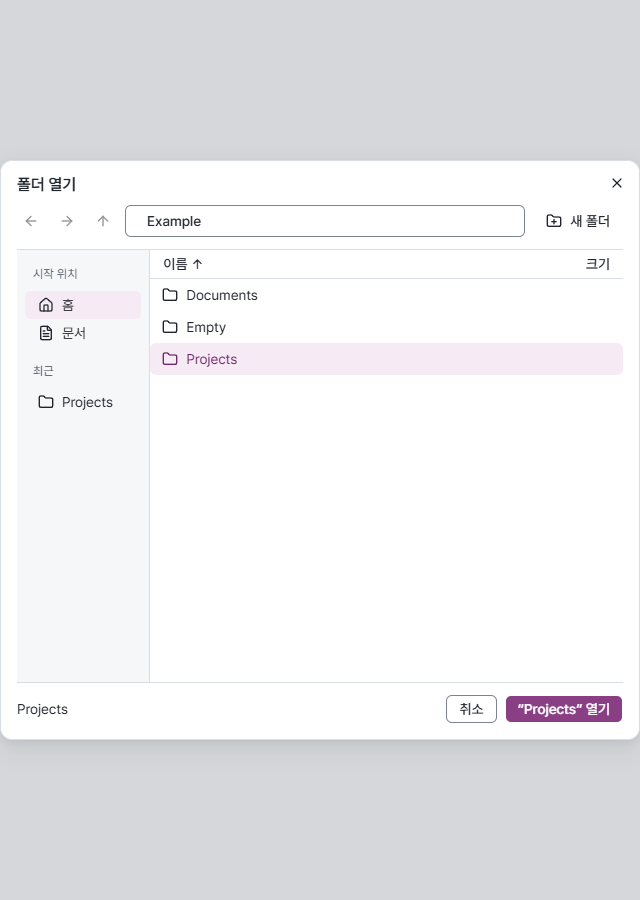 폴더 열기
Example
새 폴더
시작 위치
홈
문서
최근
Projects
이름
크기
Documents
Empty
Projects
Projects
취소
“Projects” 열기